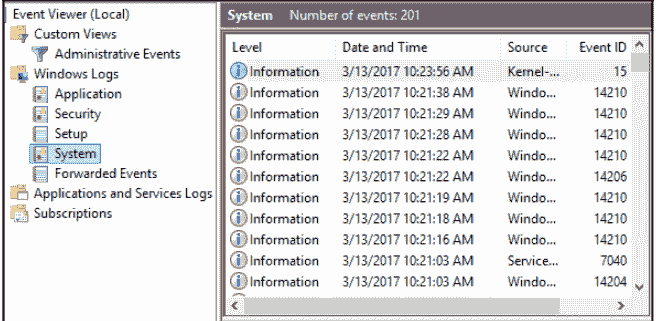 Event Viewer (Local)
Custom Views
Administrative Events
Windows Logs
Application
Security
Setup
System
Forwarded Events
Applications and Services Logs
Subscriptions
System Number of events: 201
Level Date and Time Source Event ID
Information 3/13/2017 10:23:56 AM Kernel-... 15
Information 3/13/2017 10:21:38 AM Windo... 14210
Information 3/13/2017 10:21:29 AM Windo... 14210
Information 3/13/2017 10:21:28 AM Windo... 14210
Information 3/13/2017 10:21:22 AM Windo... 14210
Information 3/13/2017 10:21:22 AM Windo... 14206
Information 3/13/2017 10:21:19 AM Windo... 14210
Information 3/13/2017 10:21:18 AM Windo... 14210
Information 3/13/2017 10:21:16 AM Windo... 14210
Information 3/13/2017 10:21:03 AM Service... 7040
Information 3/13/2017 10:21:03 AM Windo... 14204